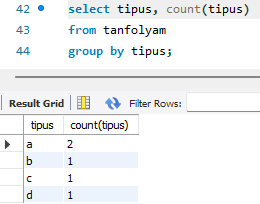 42 select tipus, count(tipus)
43 from tanfolyam
44 group by tipus;
Result Grid Filter Rows:
tipus count(tipus)
a 2
b 1
c 1
d 1